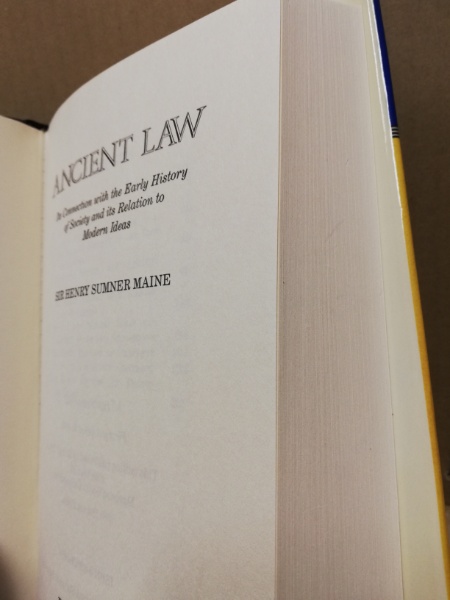 ANCIENT LAW
Its Connection with the Early History
of Society and its Relation to
Modern Ideas
SIR HENRY SUMNER MAINE